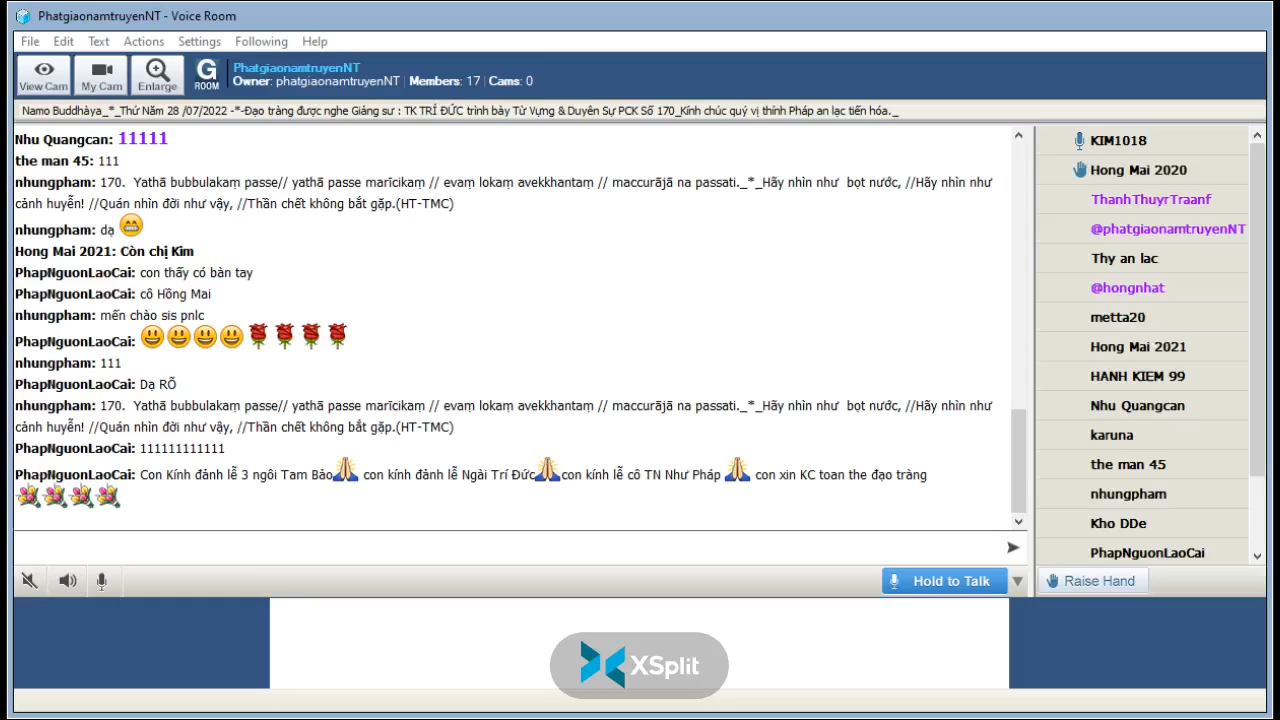 PhatgiaonamtruyenNT - Voice Room
File Edit Text Actions Settings Following Help
View Cam My Cam Enlarge G ROOM
PhatgiaonamtruyenNT
Owner: phatgiaonamtruyenNT | Members: 17 | Cams: 0
Namo Buddhàya_*_Thứ Năm 28 /07/2022 -*-Đạo tràng được nghe Giảng sư : TK TRÍ ĐỨC trình bày Từ Vựng & Duyên Sự PCK Số 170_Kính chúc quý vị thính Pháp an lạc tiến hóa._
Nhu Quangcan: 11111
the man 45: 111
nhungpham: 170. Yathā bubbulakaṃ passe// yathā passe marīcikaṃ // evaṃ lokaṃ avekkhantaṃ // maccurājā na passati._*_Hãy nhìn như bọt nước, //Hãy nhìn như
cảnh huyễn! //Quán nhìn đời như vậy, //Thần chết không bắt gặp.(HT-TMC)
nhungpham: dạ
Hong Mai 2021: Còn chị Kim
PhapNguonLaoCai: con thấy có bàn tay
PhapNguonLaoCai: cô Hồng Mai
nhungpham: mến chào sis pnlc
PhapNguonLaoCai:
nhungpham: 111
PhapNguonLaoCai: Dạ RÕ
nhungpham: 170. Yathā bubbulakaṃ passe// yathā passe marīcikaṃ // evaṃ lokaṃ avekkhantaṃ // maccurājā na passati._*_Hãy nhìn như bọt nước, //Hãy nhìn như
cảnh huyễn! //Quán nhìn đời như vậy, //Thần chết không bắt gặp.(HT-TMC)
PhapNguonLaoCai: 111111111111
PhapNguonLaoCai: Con Kính đảnh lễ 3 ngôi Tam Bảo con kính đảnh lễ Ngài Trí Đức con kính lễ cô TN Như Pháp con xin KC toan the đạo tràng
Hold to Talk
KIM1018
Hong Mai 2020
ThanhThuyrTraanf
@phatgiaonamtruyenNT
Thy an lac
@hongnhat
metta20
Hong Mai 2021
HANH KIEM 99
Nhu Quangcan
karuna
the man 45
nhungpham
Kho DDe
PhapNguonLaoCai
Raise Hand
XSplit